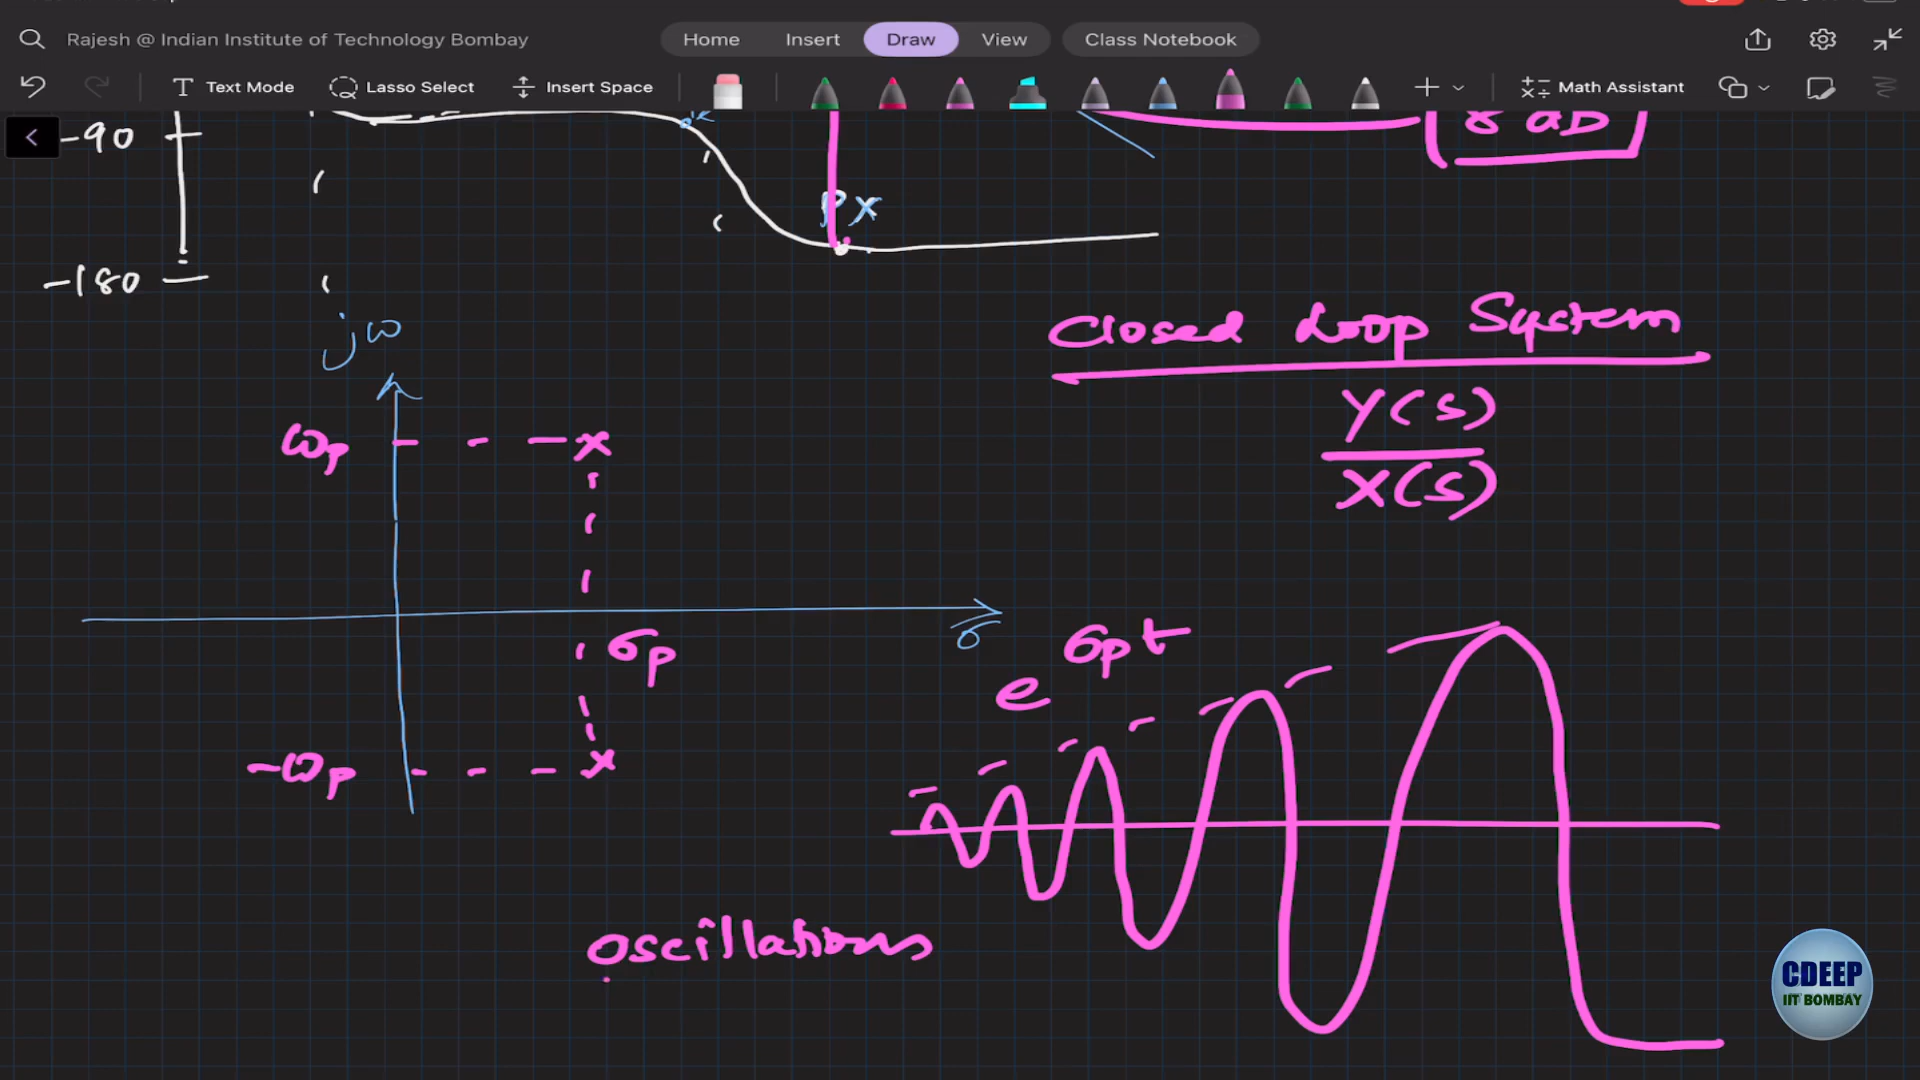 Rajesh @ Indian Institute of Technology Bombay
Home Insert Draw View Class Notebook
Text Mode Lasso Select Insert Space Math Assistant
-90
8 dB
Px
-180
jω
Closed Loop System
Y(s)
X(s)
ωp
σ
σp
e^σpt
-ωp
oscillations
CDEEP
IIT BOMBAY